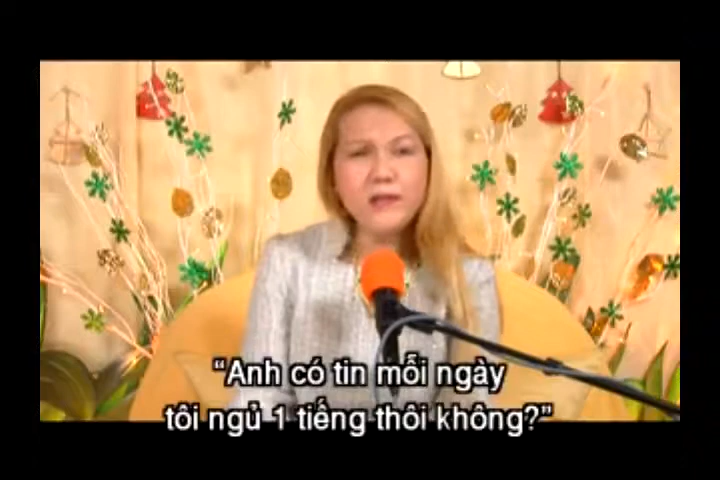 “Anh có tin mỗi ngày
tôi ngủ 1 tiếng thôi không?”